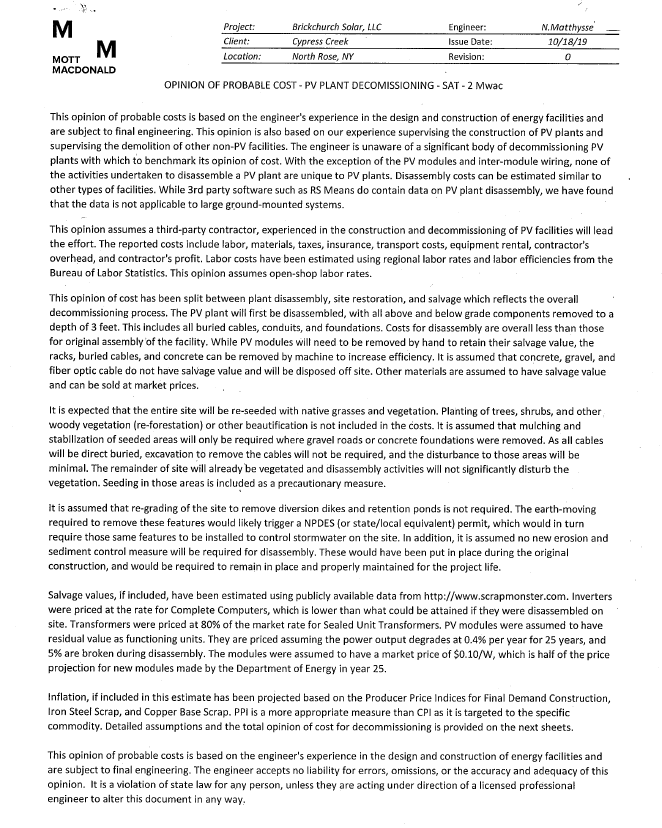 M
M
MOTT
MACDONALD
Project: Brickchurch Solar, LLC Engineer: N.Matthysse
Client: Cypress Creek Issue Date: 10/18/19
Location: North Rose, NY Revision: 0
OPINION OF PROBABLE COST - PV PLANT DECOMISSIONING - SAT - 2 Mwac
This opinion of probable costs is based on the engineer's experience in the design and construction of energy facilities and
are subject to final engineering. This opinion is also based on our experience supervising the construction of PV plants and
supervising the demolition of other non-PV facilities. The engineer is unaware of a significant body of decommissioning PV
plants with which to benchmark its opinion of cost. With the exception of the PV modules and inter-module wiring, none of
the activities undertaken to disassemble a PV plant are unique to PV plants. Disassembly costs can be estimated similar to
other types of facilities. While 3rd party software such as RS Means do contain data on PV plant disassembly, we have found
that the data is not applicable to large ground-mounted systems.
This opinion assumes a third-party contractor, experienced in the construction and decommissioning of PV facilities will lead
the effort. The reported costs include labor, materials, taxes, insurance, transport costs, equipment rental, contractor's
overhead, and contractor's profit. Labor costs have been estimated using regional labor rates and labor efficiencies from the
Bureau of Labor Statistics. This opinion assumes open-shop labor rates.
This opinion of cost has been split between plant disassembly, site restoration, and salvage which reflects the overall
decommissioning process. The PV plant will first be disassembled, with all above and below grade components removed to a
depth of 3 feet. This includes all buried cables, conduits, and foundations. Costs for disassembly are overall less than those
for original assembly of the facility. While PV modules will need to be removed by hand to retain their salvage value, the
racks, buried cables, and concrete can be removed by machine to increase efficiency. It is assumed that concrete, gravel, and
fiber optic cable do not have salvage value and will be disposed off site. Other materials are assumed to have salvage value
and can be sold at market prices.
It is expected that the entire site will be re-seeded with native grasses and vegetation. Planting of trees, shrubs, and other
woody vegetation (re-forestation) or other beautification is not included in the costs. It is assumed that mulching and
stabilization of seeded areas will only be required where gravel roads or concrete foundations were removed. As all cables
will be direct buried, excavation to remove the cables will not be required, and the disturbance to those areas will be
minimal. The remainder of site will already be vegetated and disassembly activities will not significantly disturb the
vegetation. Seeding in those areas is included as a precautionary measure.
It is assumed that re-grading of the site to remove diversion dikes and retention ponds is not required. The earth-moving
required to remove these features would likely trigger a NPDES (or state/local equivalent) permit, which would in turn
require those same features to be installed to control stormwater on the site. In addition, it is assumed no new erosion and
sediment control measure will be required for disassembly. These would have been put in place during the original
construction, and would be required to remain in place and properly maintained for the project life.
Salvage values, if included, have been estimated using publicly available data from http://www.scrapmonster.com. Inverters
were priced at the rate for Complete Computers, which is lower than what could be attained if they were disassembled on
site. Transformers were priced at 80% of the market rate for Sealed Unit Transformers. PV modules were assumed to have
residual value as functioning units. They are priced assuming the power output degrades at 0.4% per year for 25 years, and
5% are broken during disassembly. The modules were assumed to have a market price of $0.10/W, which is half of the price
projection for new modules made by the Department of Energy in year 25.
Inflation, if included in this estimate has been projected based on the Producer Price Indices for Final Demand Construction,
Iron Steel Scrap, and Copper Base Scrap. PPI is a more appropriate measure than CPI as it is targeted to the specific
commodity. Detailed assumptions and the total opinion of cost for decommissioning is provided on the next sheets.
This opinion of probable costs is based on the engineer's experience in the design and construction of energy facilities and
are subject to final engineering. The engineer accepts no liability for errors, omissions, or the accuracy and adequacy of this
opinion. It is a violation of state law for any person, unless they are acting under direction of a licensed professional
engineer to alter this document in any way.